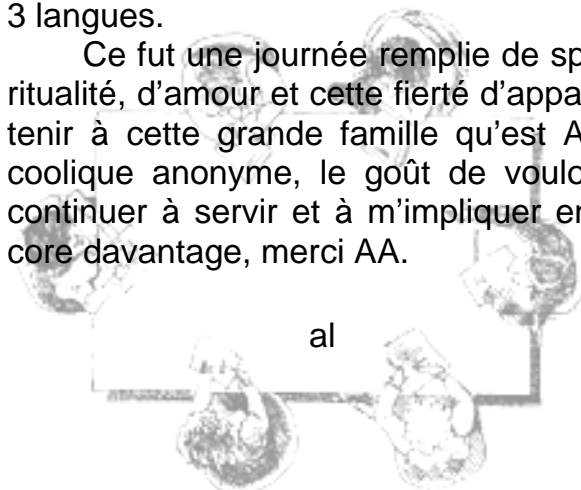 3 langues.
Ce fut une journée remplie de sp
ritualité, d'amour et cette fierté d'appa
tenir à cette grande famille qu'est A
coolique anonyme, le goût de voulo
continuer à servir et à m'impliquer en
core davantage, merci AA.
al